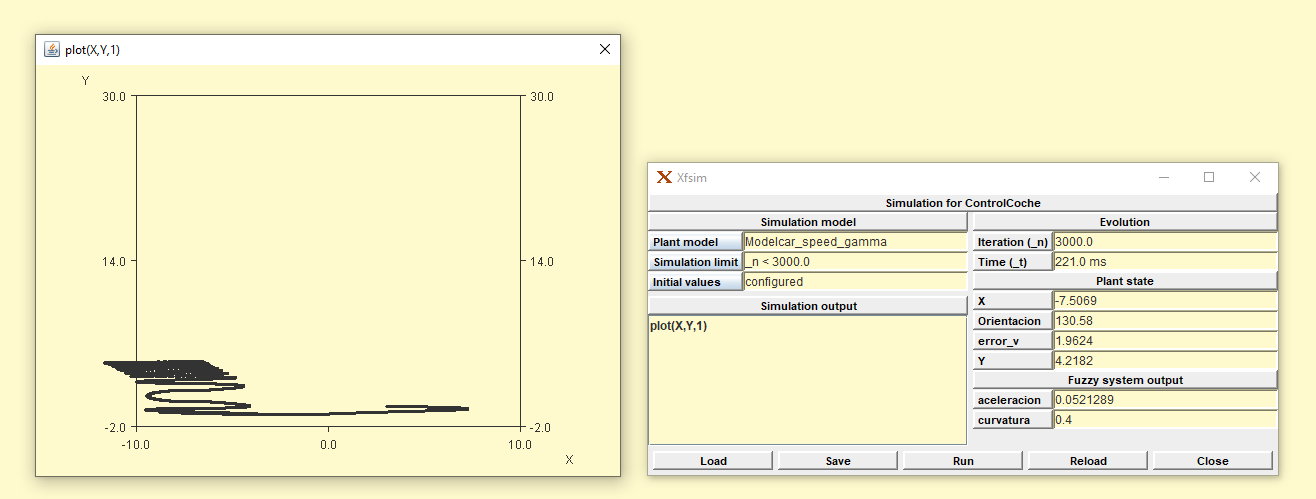 plot(X,Y,1)
Y
30.0 30.0
14.0 14.0
-2.0 -2.0
-10.0 0.0 10.0
X
Xfsim
Simulation for ControlCoche
Simulation model
Plant model Modelcar_speed_gamma
Simulation limit _n < 3000.0
Initial values configured
Simulation output
plot(X,Y,1)
Evolution
Iteration (_n) 3000.0
Time (_t) 221.0 ms
Plant state
X -7.5069
Orientacion 130.58
error_v 1.9624
Y 4.2182
Fuzzy system output
aceleracion 0.0521289
curvatura 0.4
Load Save Run Reload Close